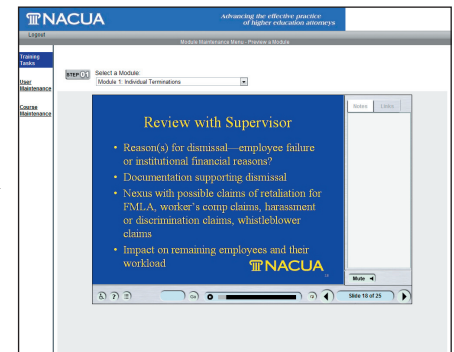 NACUA
Advancing the effective practice
of higher education attorneys
Logout
Module Maintenance Menu - Preview a Module
Training
Tasks
STEP 1
Select a Module:
Module 1: Individual Terminations
User
Maintenance
Course
Maintenance
Notes Links
Review with Supervisor
• Reason(s) for dismissal—employee failure
or institutional financial reasons?
• Documentation supporting dismissal
• Nexus with possible claims of retaliation for
FMLA, worker's comp claims, harassment
or discrimination claims, whistleblower
claims
• Impact on remaining employees and their
workload
NACUA
Mute
Go
Slide 18 of 25